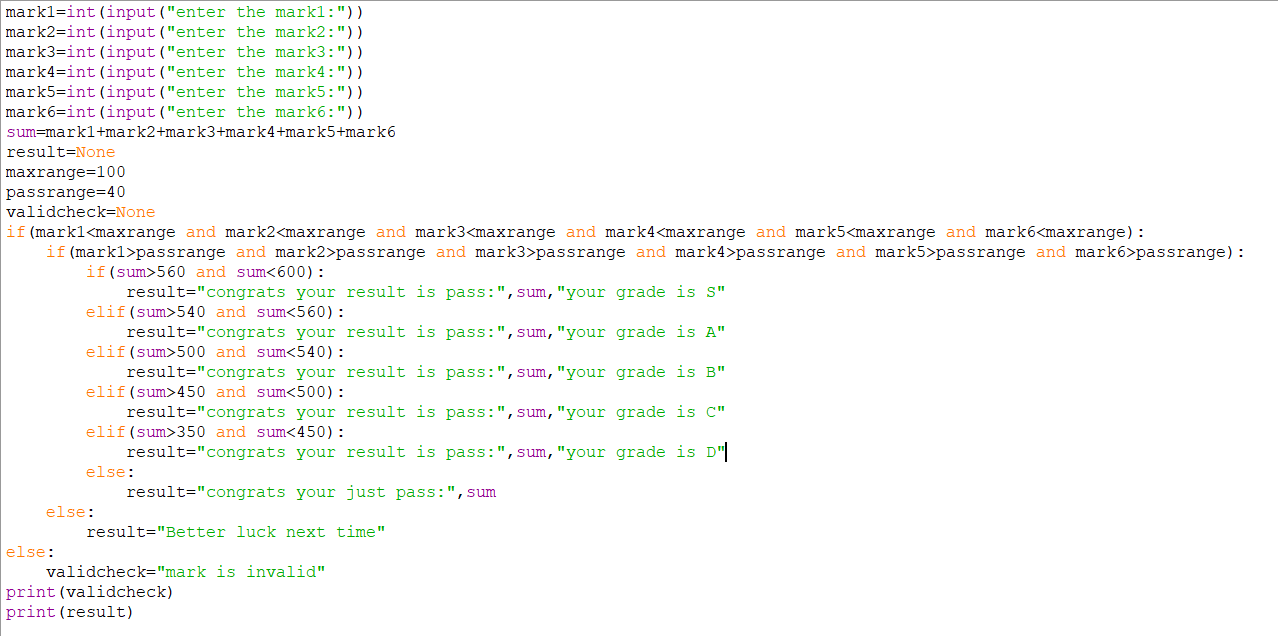 mark1=int(input("enter the mark1:"))
mark2=int(input("enter the mark2:"))
mark3=int(input("enter the mark3:"))
mark4=int(input("enter the mark4:"))
mark5=int(input("enter the mark5:"))
mark6=int(input("enter the mark6:"))
sum=mark1+mark2+mark3+mark4+mark5+mark6
result=None
maxrange=100
passrange=40
validcheck=None
if(mark1<maxrange and mark2<maxrange and mark3<maxrange and mark4<maxrange and mark5<maxrange and mark6<maxrange):
    if(mark1>passrange and mark2>passrange and mark3>passrange and mark4>passrange and mark5>passrange and mark6>passrange):
        if(sum>560 and sum<600):
            result="congrats your result is pass:",sum,"your grade is S"
        elif(sum>540 and sum<560):
            result="congrats your result is pass:",sum,"your grade is A"
        elif(sum>500 and sum<540):
            result="congrats your result is pass:",sum,"your grade is B"
        elif(sum>450 and sum<500):
            result="congrats your result is pass:",sum,"your grade is C"
        elif(sum>350 and sum<450):
            result="congrats your result is pass:",sum,"your grade is D"
        else:
            result="congrats your just pass:",sum
    else:
        result="Better luck next time"
else:
    validcheck="mark is invalid"
print(validcheck)
print(result)